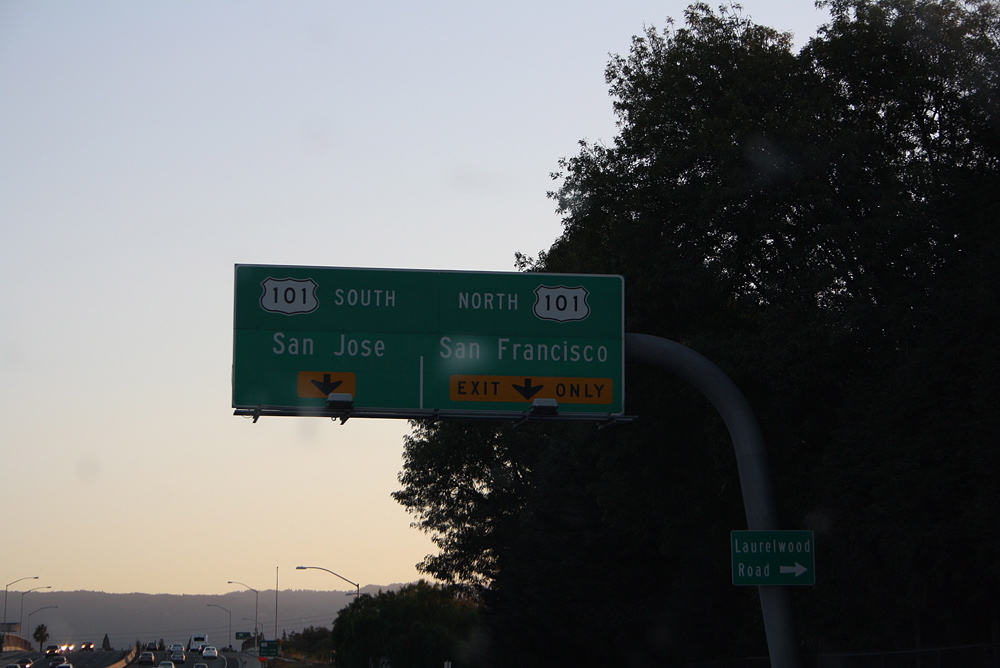 101 SOUTH
San Jose
NORTH 101
San Francisco
EXIT ONLY
Laurelwood
Road